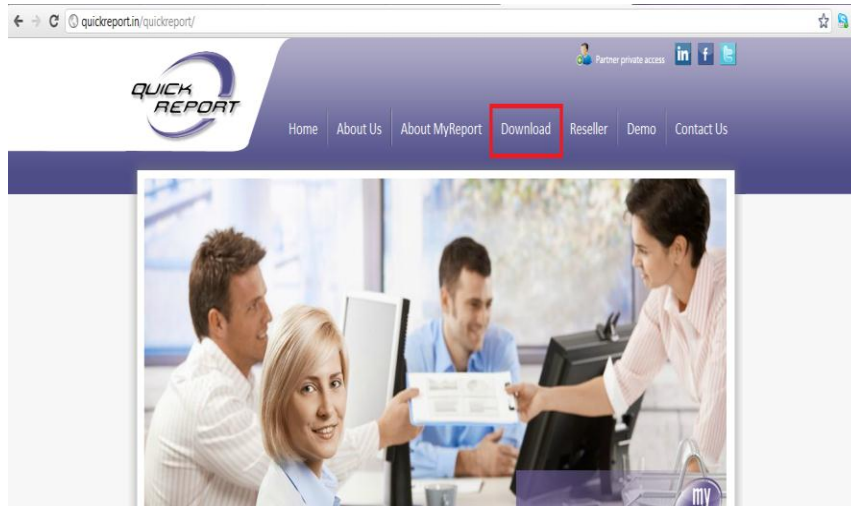 quickreport.in/quickreport/
Partner private access
in f t
QUICK
REPORT
Home About Us About MyReport Download Reseller Demo Contact Us
my